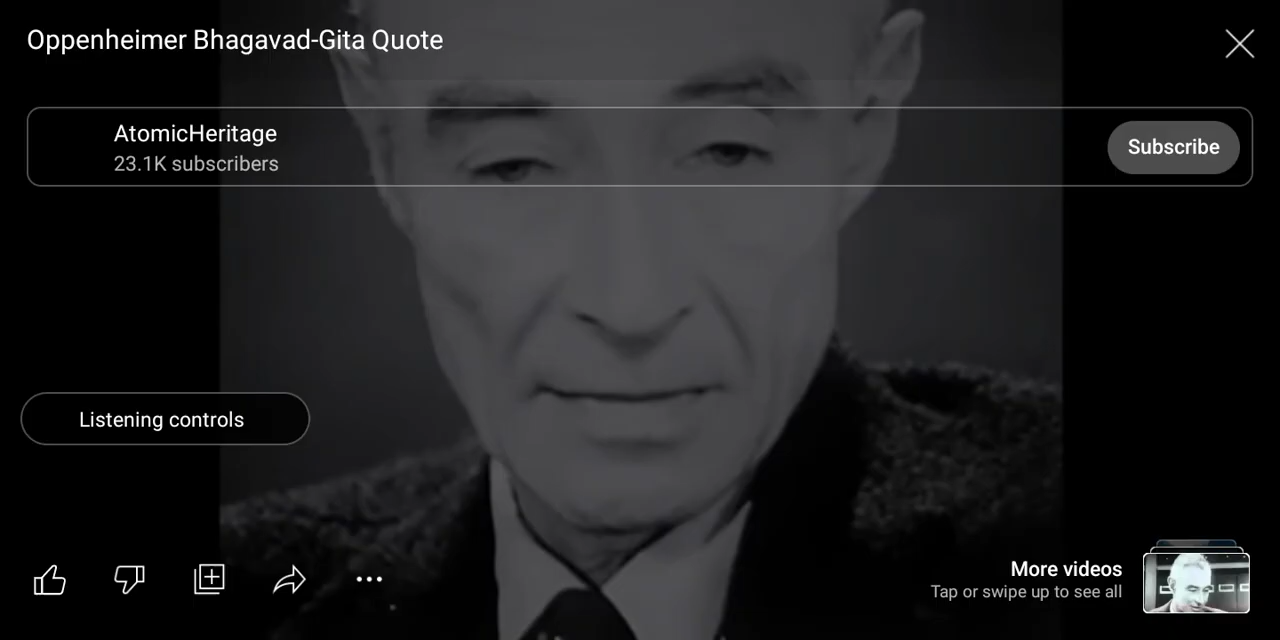 Oppenheimer Bhagavad-Gita Quote
AtomicHeritage
23.1K subscribers
Subscribe
Listening controls
More videos
Tap or swipe up to see all